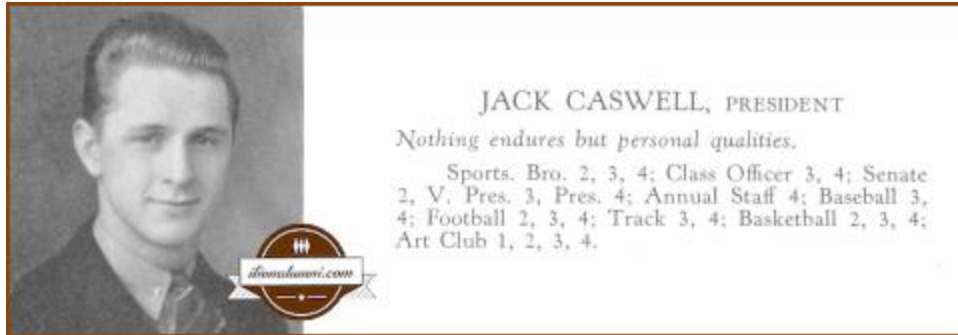 JACK CASWELL, PRESIDENT
Nothing endures but personal qualities.
Sports. Bro. 2, 3, 4; Class Officer 3, 4; Senate
2, V. Pres. 3, Pres. 4; Annual Staff 4; Baseball 3,
4; Football 2, 3, 4; Track 3, 4; Basketball 2, 3, 4;
Art Club 1, 2, 3, 4.